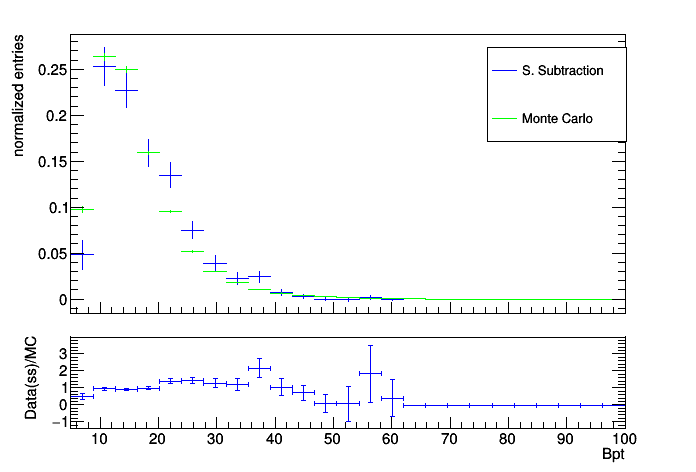 normalized entries
0.25
0.2
0.15
0.1
0.05
0
S. Subtraction
Monte Carlo
Data(ss)/MC
3
2
1
0
−1
10 20 30 40 50 60 70 80 90 100
Bpt